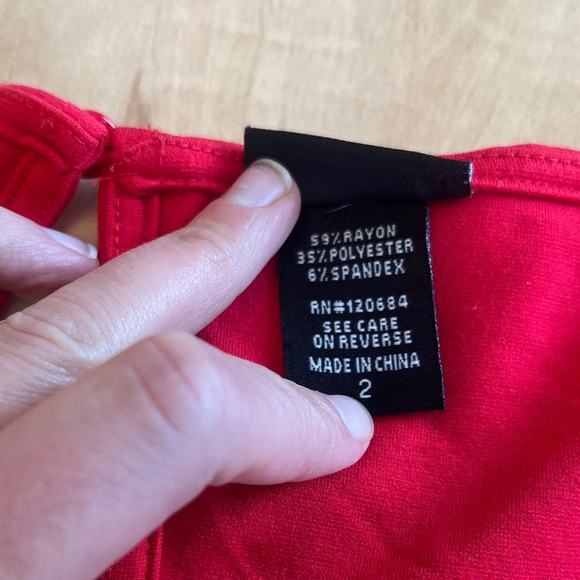 59% RAYON
35% POLYESTER
6% SPANDEX
RN#120684
SEE CARE
ON REVERSE
MADE IN CHINA
2